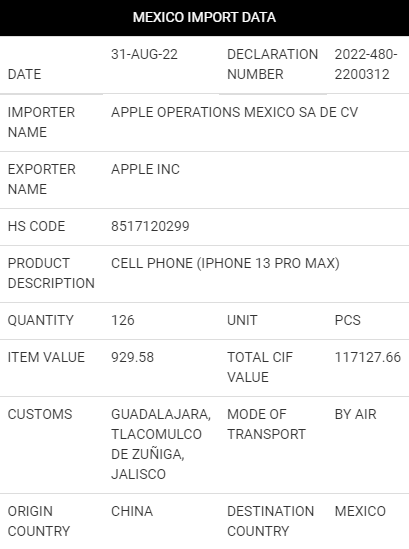 MEXICO IMPORT DATA
DATE 31-AUG-22 DECLARATION NUMBER 2022-480-2200312
IMPORTER NAME APPLE OPERATIONS MEXICO SA DE CV
EXPORTER NAME APPLE INC
HS CODE 8517120299
PRODUCT DESCRIPTION CELL PHONE (IPHONE 13 PRO MAX)
QUANTITY 126 UNIT PCS
ITEM VALUE 929.58 TOTAL CIF VALUE 117127.66
CUSTOMS GUADALAJARA, TLACOMULCO DE ZUÑIGA, JALISCO MODE OF TRANSPORT BY AIR
ORIGIN COUNTRY CHINA DESTINATION COUNTRY MEXICO